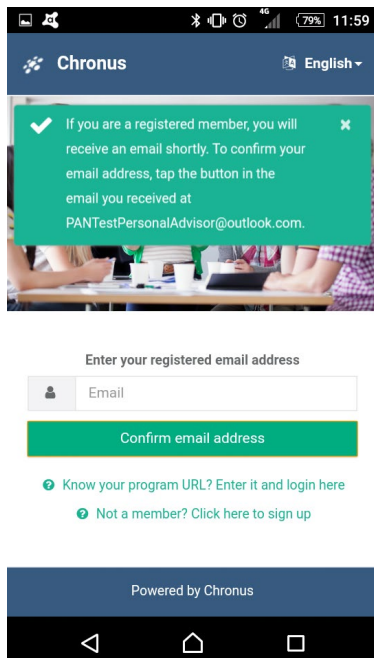 4G
79% 11:59
Chronus
English
If you are a registered member, you will
receive an email shortly. To confirm your
email address, tap the button in the
email you received at
PANTestPersonalAdvisor@outlook.com.
Enter your registered email address
Email
Confirm email address
Know your program URL? Enter it and login here
Not a member? Click here to sign up
Powered by Chronus